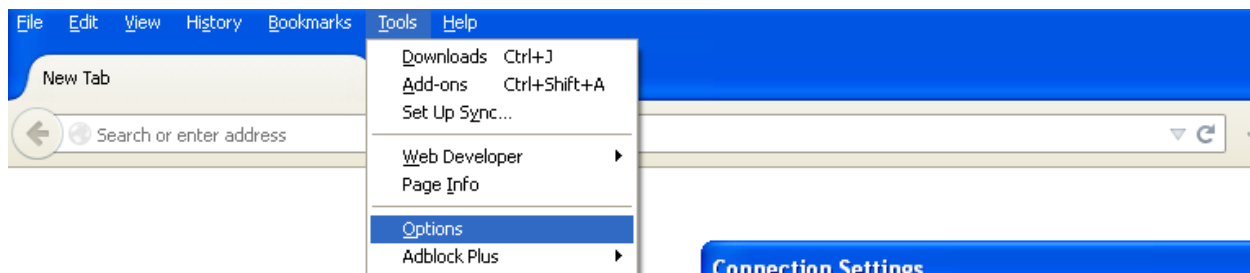 File Edit View History Bookmarks Tools Help
New Tab
Search or enter address
Downloads Ctrl+J
Add-ons Ctrl+Shift+A
Set Up Sync...
Web Developer
Page Info
Options
Adblock Plus
Connection Settings